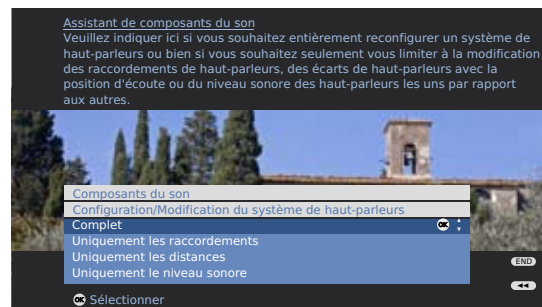 Assistant de composants du son
Veuillez indiquer ici si vous souhaitez entièrement reconfigurer un système de
haut-parleurs ou bien si vous souhaitez seulement vous limiter à la modification
des raccordements de haut-parleurs, des écarts de haut-parleurs avec la
position d'écoute ou du niveau sonore des haut-parleurs les uns par rapport
aux autres.
Composants du son
Configuration/Modification du système de haut-parleurs
Complet OK
Uniquement les raccordements
Uniquement les distances
END
Uniquement le niveau sonore
OK Sélectionner